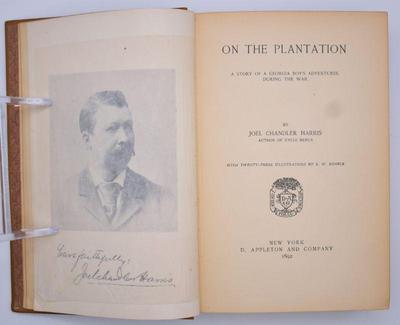 Yours faithfully:
Joel Chandler Harris
ON THE PLANTATION
A STORY OF A GEORGIA BOY'S ADVENTURES
DURING THE WAR
BY
JOEL CHANDLER HARRIS
AUTHOR OF UNCLE REMUS
WITH TWENTY-THREE ILLUSTRATIONS BY E. W. KEMBLE
NEW YORK
D. APPLETON AND COMPANY
1892